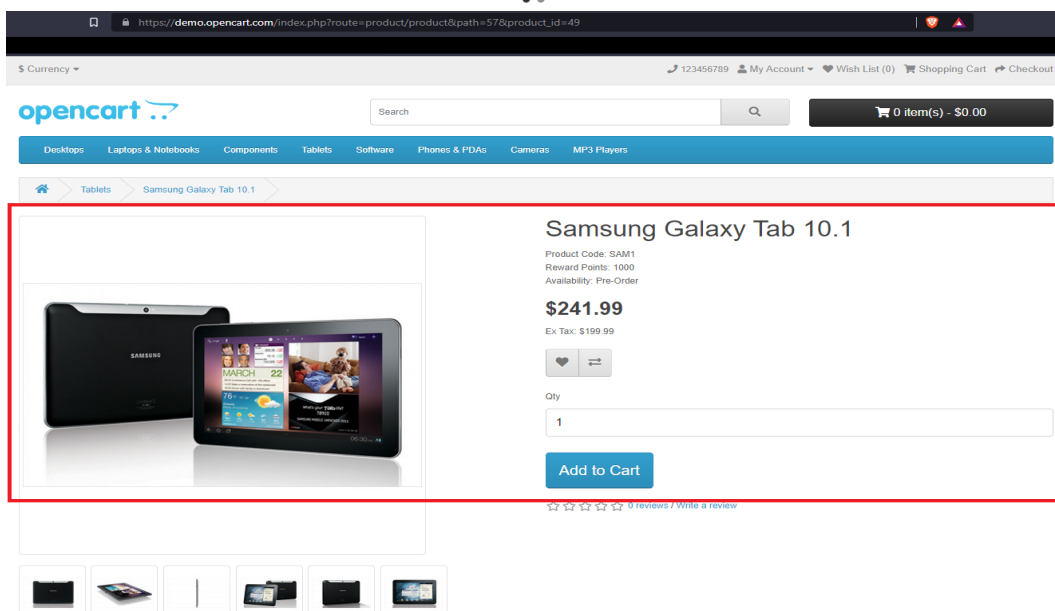 https://demo.opencart.com/index.php?route=product/product&path=57&product_id=49
$ Currency
123456789 My Account Wish List (0) Shopping Cart Checkout
opencart
Search
0 item(s) - $0.00
Desktops Laptops & Notebooks Components Tablets Software Phones & PDAs Cameras MP3 Players
Tablets Samsung Galaxy Tab 10.1
Samsung Galaxy Tab 10.1
Product Code: SAM1
Reward Points: 1000
Availability: Pre-Order
$241.99
Ex Tax: $199.99
SAMSUNG
MARCH 22
76°
Qty
1
Add to Cart
0 reviews / Write a review